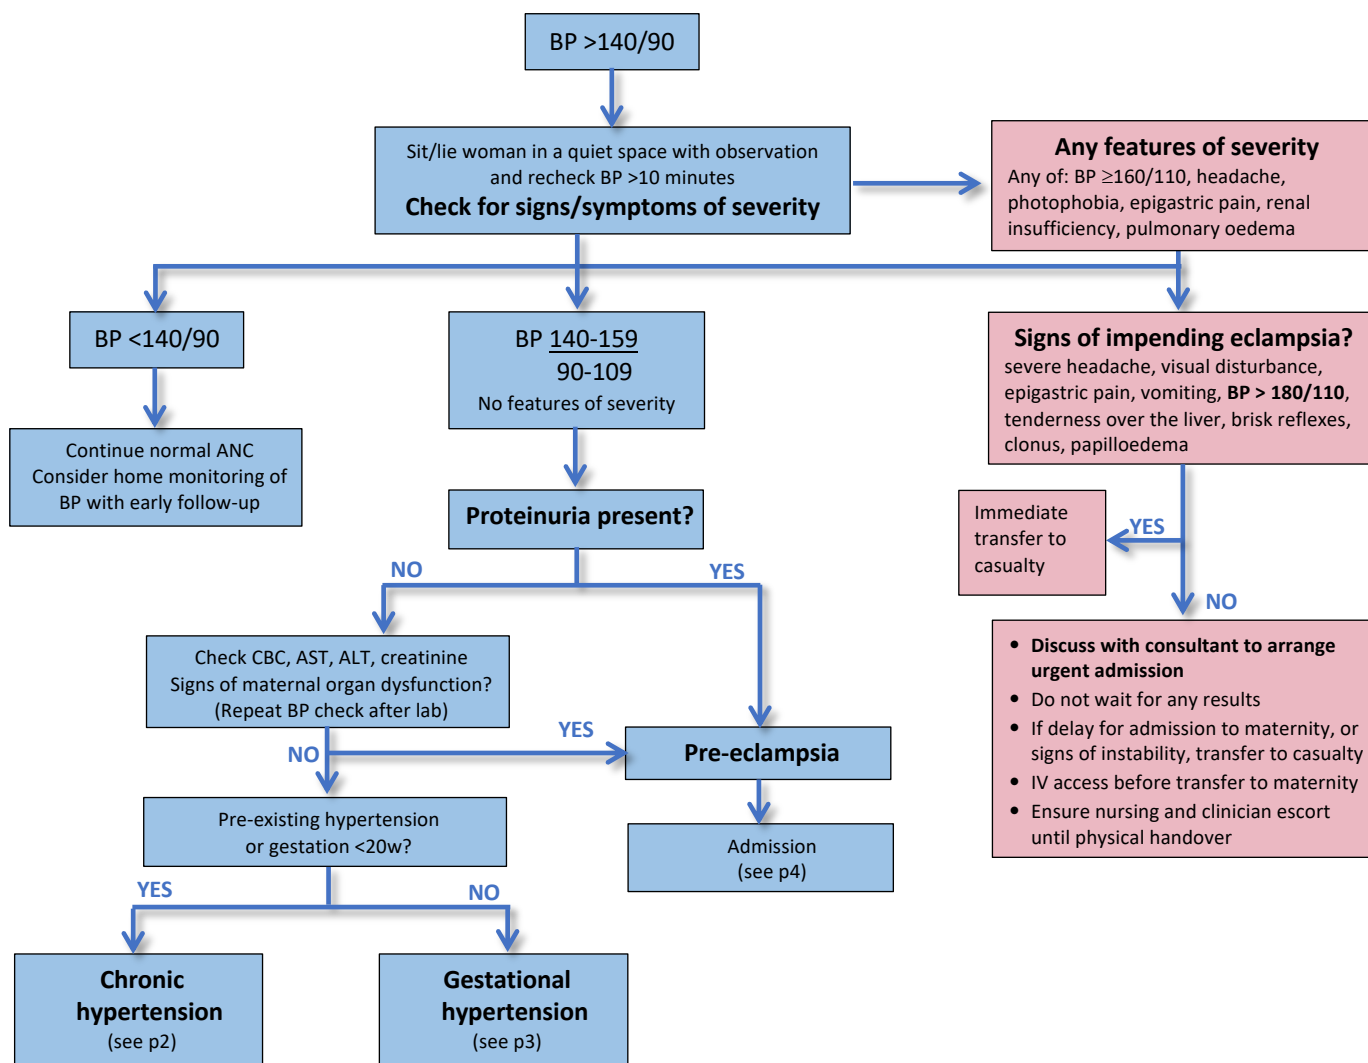 BP >140/90
Sit/lie woman in a quiet space with observation
and recheck BP >10 minutes
Check for signs/symptoms of severity
Any features of severity
Any of: BP ≥160/110, headache,
photophobia, epigastric pain, renal
insufficiency, pulmonary oedema
BP <140/90
BP 140-159
90-109
No features of severity
Signs of impending eclampsia?
severe headache, visual disturbance,
epigastric pain, vomiting, BP > 180/110,
tenderness over the liver, brisk reflexes,
clonus, papilloedema
Continue normal ANC
Consider home monitoring of
BP with early follow-up
Proteinuria present?
Immediate
transfer to
casualty
YES
NO
NO
YES
Check CBC, AST, ALT, creatinine
Signs of maternal organ dysfunction?
(Repeat BP check after lab)
• Discuss with consultant to arrange
urgent admission
• Do not wait for any results
• If delay for admission to maternity, or
signs of instability, transfer to casualty
• IV access before transfer to maternity
• Ensure nursing and clinician escort
until physical handover
YES
NO
Pre-eclampsia
Pre-existing hypertension
or gestation <20w?
Admission
(see p4)
YES
NO
Chronic
hypertension
(see p2)
Gestational
hypertension
(see p3)